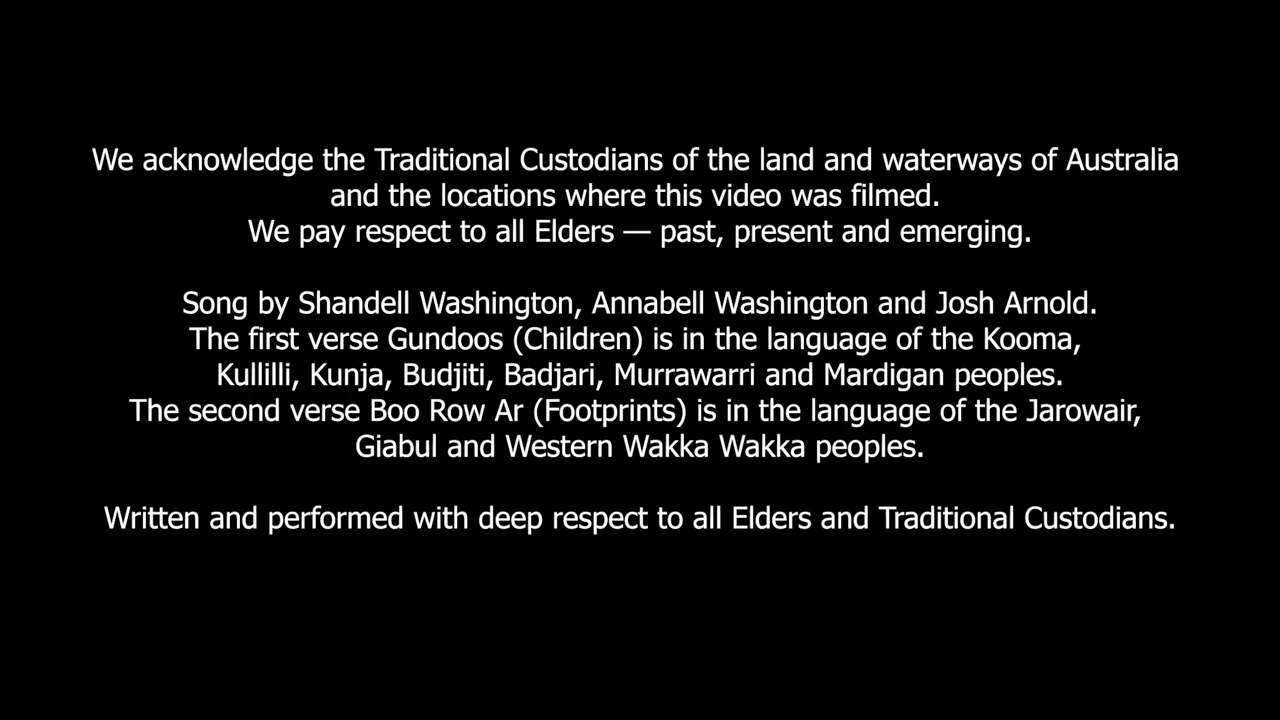 We acknowledge the Traditional Custodians of the land and waterways of Australia
and the locations where this video was filmed.
We pay respect to all Elders — past, present and emerging.
Song by Shandell Washington, Annabell Washington and Josh Arnold.
The first verse Gundoos (Children) is in the language of the Kooma,
Kullilli, Kunja, Budjiti, Badjari, Murrawarri and Mardigan peoples.
The second verse Boo Row Ar (Footprints) is in the language of the Jarowair,
Giabul and Western Wakka Wakka peoples.
Written and performed with deep respect to all Elders and Traditional Custodians.